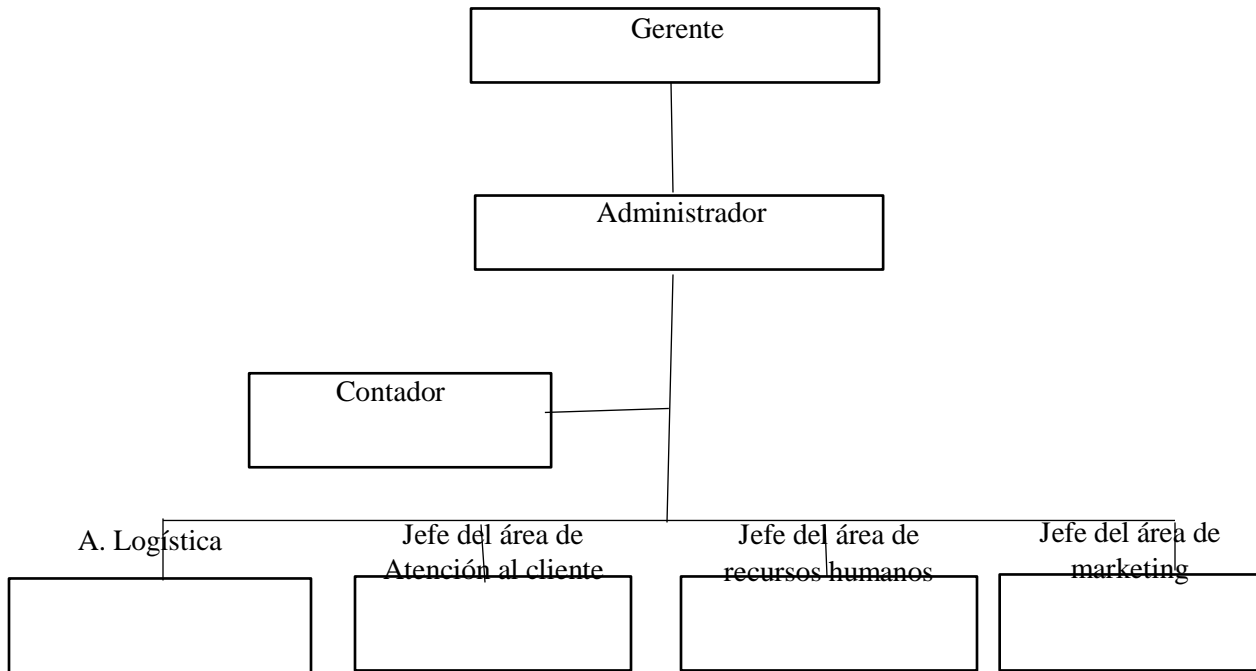 Gerente
Administrador
Contador
A. Logística
Jefe del área de
Atención al cliente
Jefe del área de
recursos humanos
Jefe del área de
marketing